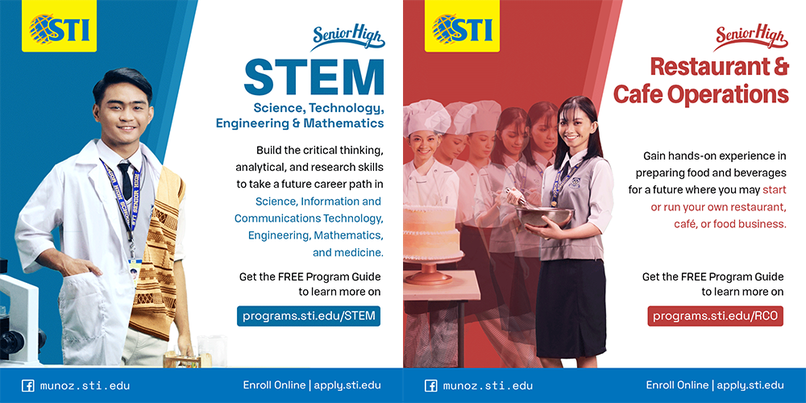 STI
Senior High
STEM
Science, Technology,
Engineering & Mathematics
Build the critical thinking,
analytical, and research skills
to take a future career path in
Science, Information and
Communications Technology,
Engineering, Mathematics,
and medicine.
Get the FREE Program Guide
to learn more on
programs.sti.edu/STEM
munoz.sti.edu
Enroll Online | apply.sti.edu
STI
Senior High
Restaurant &
Cafe Operations
Gain hands-on experience in
preparing food and beverages
for a future where you may start
or run your own restaurant,
café, or food business.
Get the FREE Program Guide
to learn more on
programs.sti.edu/RCO
munoz.sti.edu
Enroll Online | apply.sti.edu